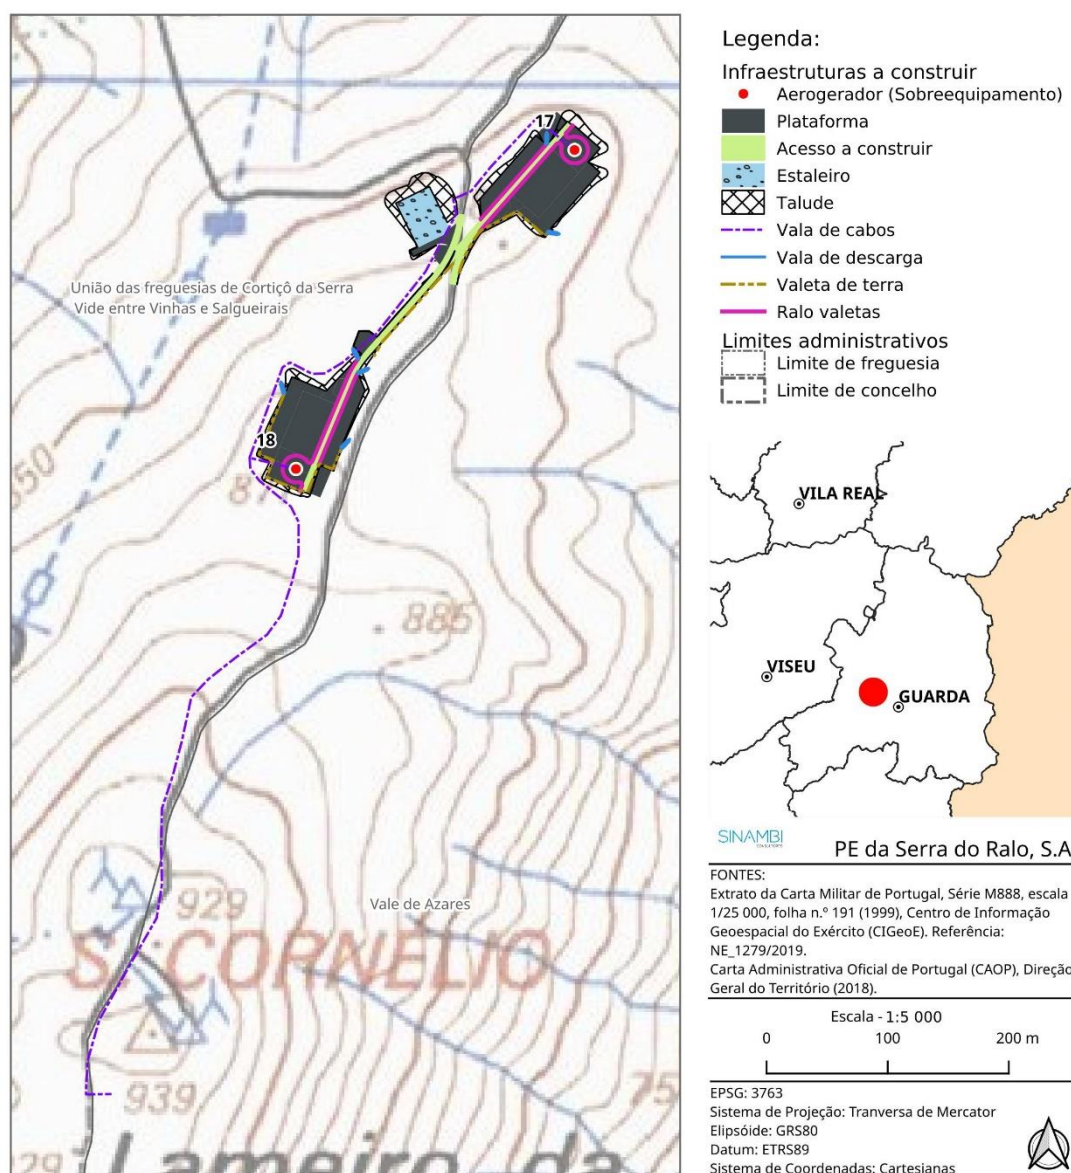 17
União das freguesias de Cortiçô da Serra
Vide entre Vinhas e Salgueirais
18
885
929
Vale de Azares
S. CORNELIO
939
Lameiro da
Legenda:
Infraestruturas a construir
Aerogerador (Sobreequipamento)
Plataforma
Acesso a construir
Estaleiro
Talude
Vala de cabos
Vala de descarga
Valeta de terra
Ralo valetas
Limites administrativos
Limite de freguesia
Limite de concelho
VILA REAL
VISEU
GUARDA
SINAMBI
PE da Serra do Ralo, S.A
FONTES:
Extrato da Carta Militar de Portugal, Série M888, escala
1/25 000, folha n.º 191 (1999), Centro de Informação
Geoespacial do Exército (CIGeoE). Referência:
NE_1279/2019.
Carta Administrativa Oficial de Portugal (CAOP), Direção
Geral do Território (2018).
Escala - 1:5 000
0 100 200 m
EPSG: 3763
Sistema de Projeção: Tranversa de Mercator
Elipsóide: GRS80
Datum: ETRS89
Sistema de Coordenadas: Cartesianas